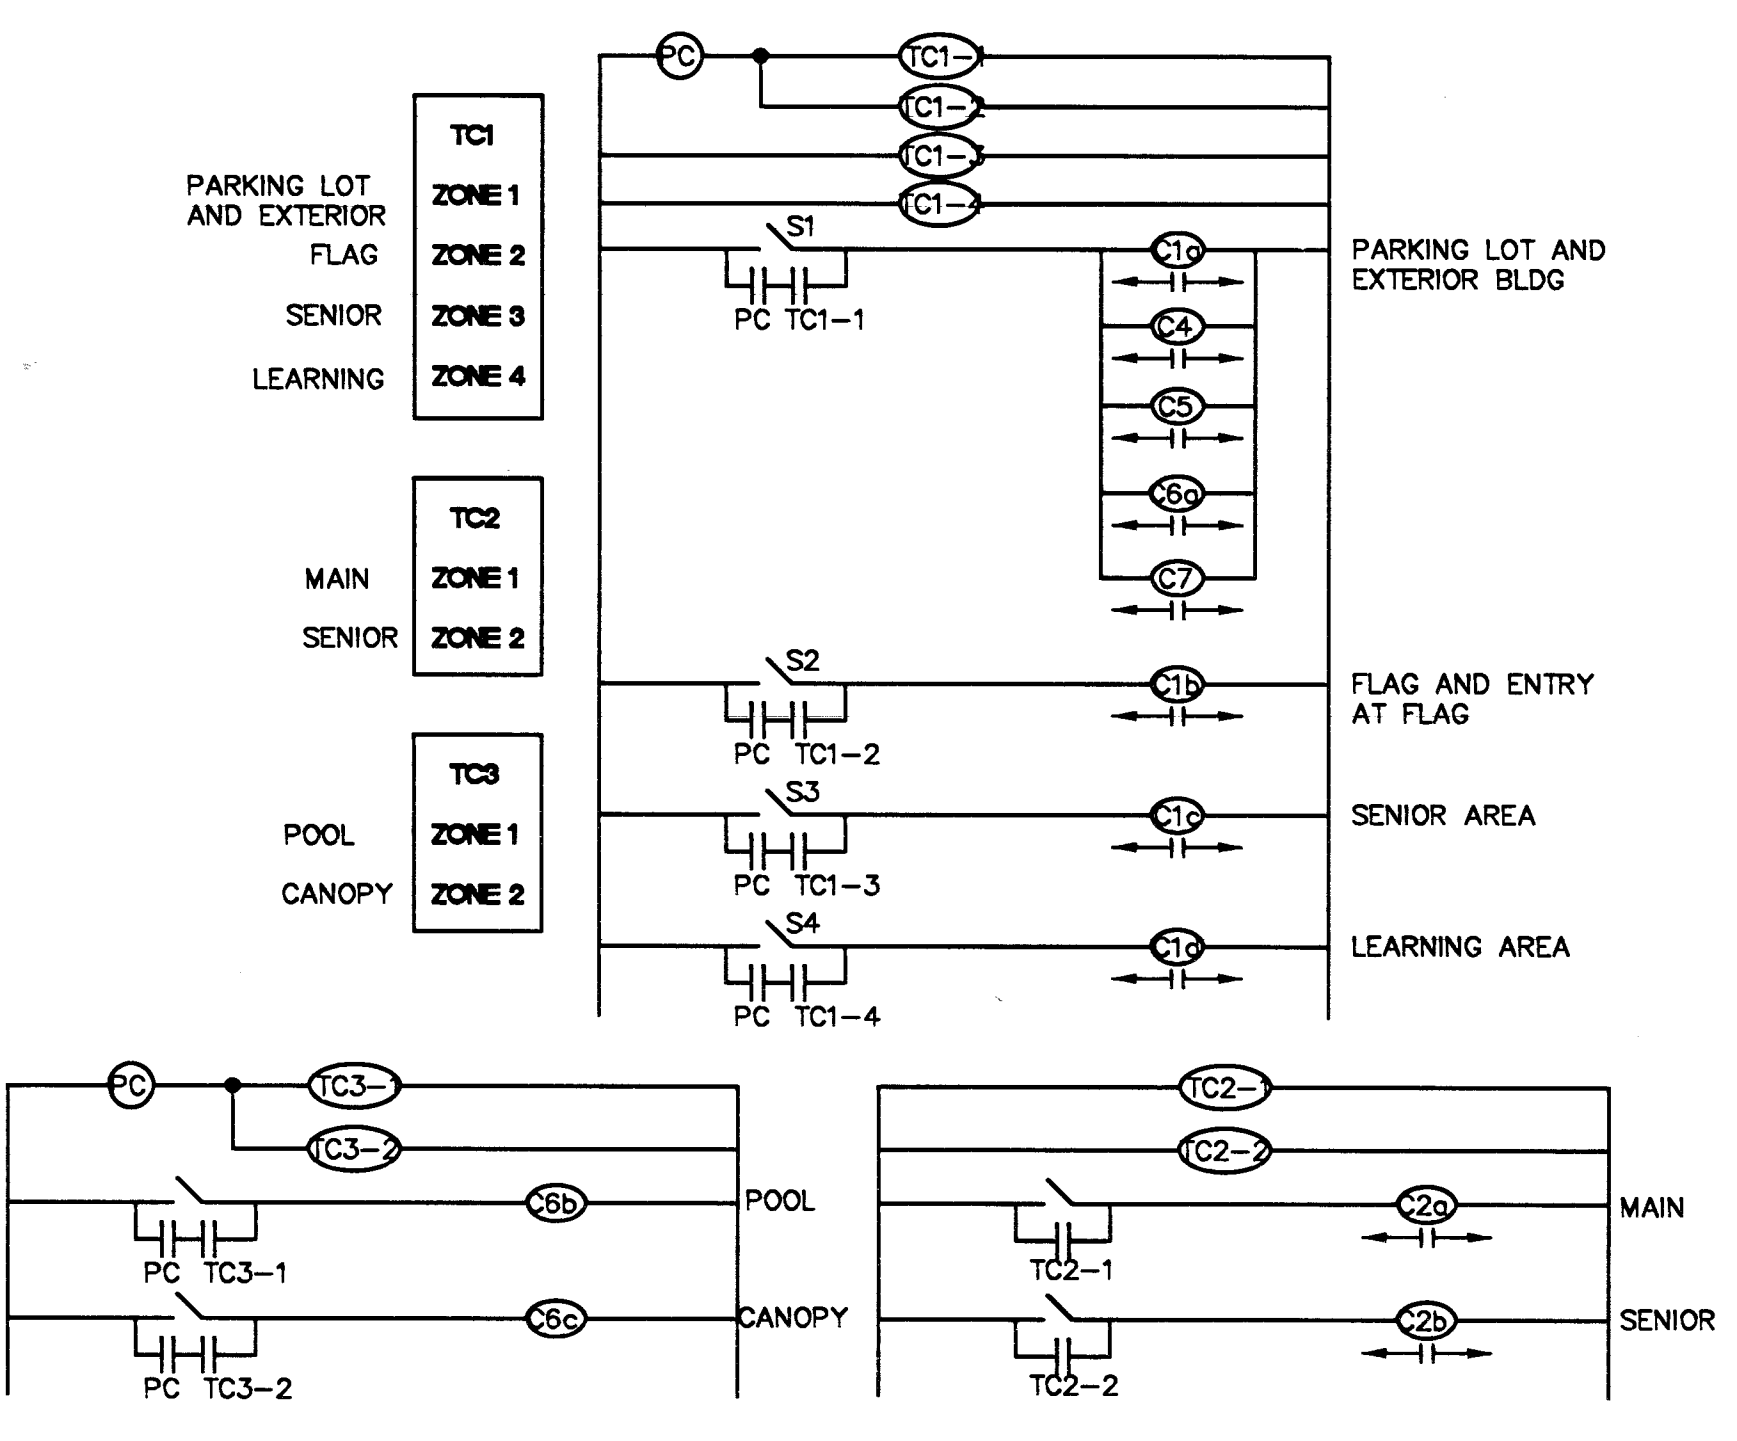 PC
TC1-1
TC1-2
TC1-3
TC1-4
TC1
PARKING LOT
AND EXTERIOR
ZONE 1
FLAG
ZONE 2
SENIOR
ZONE 3
LEARNING
ZONE 4
S1
PC TC1-1
C1a
PARKING LOT AND
EXTERIOR BLDG
C4
C5
C6a
C7
TC2
MAIN
ZONE 1
SENIOR
ZONE 2
S2
PC TC1-2
C1b
FLAG AND ENTRY
AT FLAG
TC3
POOL
ZONE 1
CANOPY
ZONE 2
S3
PC TC1-3
C1c
SENIOR AREA
S4
PC TC1-4
C1d
LEARNING AREA
PC
TC3-1
TC3-2
C6b
POOL
PC TC3-1
C6c
CANOPY
PC TC3-2
TC2-1
TC2-2
C2a
MAIN
TC2-1
C2b
SENIOR
TC2-2